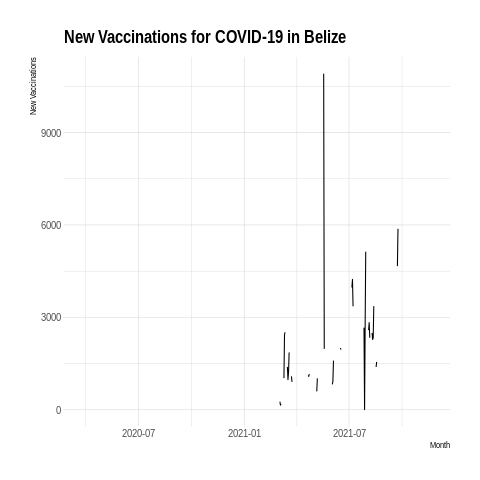 New Vaccinations for COVID-19 in Belize
New Vaccinations
9000
6000
3000
0
2020-07
2021-01
2021-07
Month